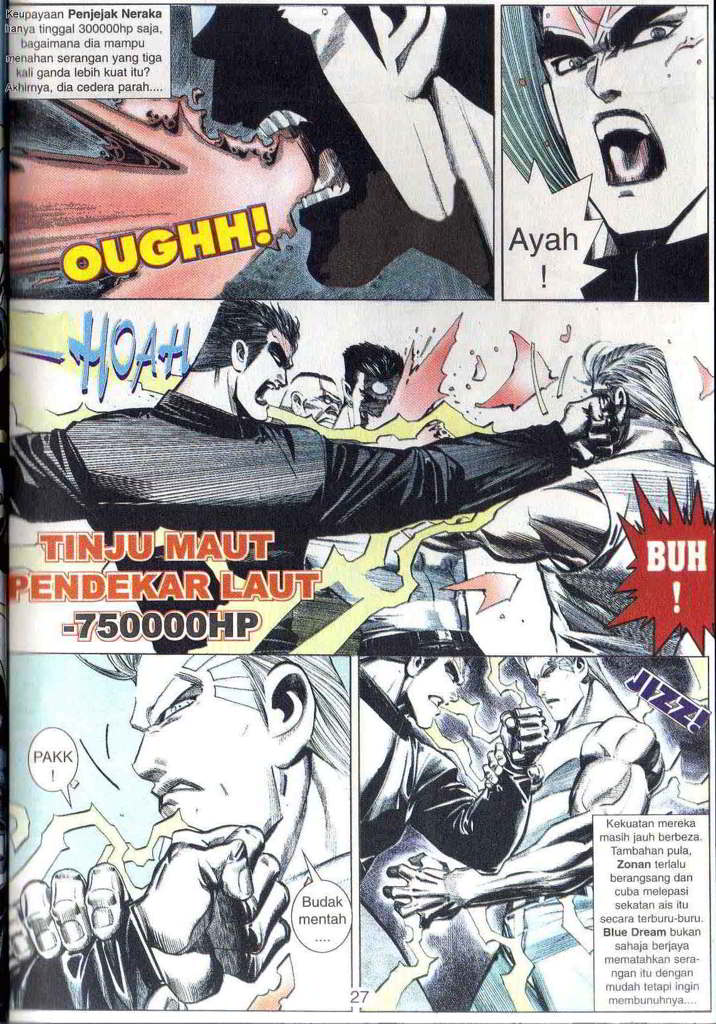 Keupayaan Penjejak Neraka
hanya tinggal 300000hp saja,
bagaimana dia mampu
menahan serangan yang tiga
kali ganda lebih kuat itu?
Akhirnya, dia cedera parah....
OUGHH!
Ayah
!
HOAH
TINJU MAUT
PENDEKAR LAUT
-750000HP
BUH
!
PAKK
!
Budak
mentah
....
JIZZ!
Kekuatan mereka
masih jauh berbeza.
Tambahan pula,
Zonan terlalu
berangsang dan
cuba melepasi
sekatan ais itu
secara terburu-buru.
Blue Dream bukan
sahaja berjaya
mematahkan sera-
ngan itu dengan
mudah tetapi ingin
membunuhnya....
27